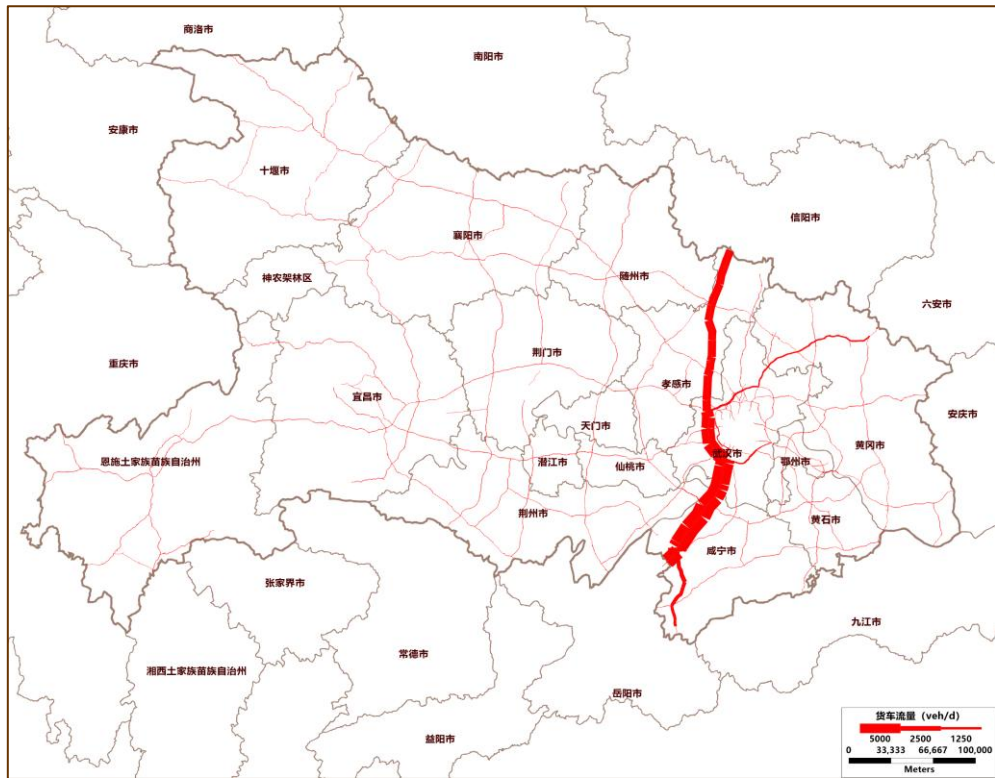 商洛市
南阳市
安康市
十堰市
信阳市
襄阳市
神农架林区
随州市
六安市
重庆市
荆门市
孝感市
宜昌市
安庆市
天门市
黄冈市
武汉市
恩施土家族苗族自治州
潜江市
仙桃市
鄂州市
荆州市
黄石市
咸宁市
张家界市
九江市
常德市
湘西土家族苗族自治州
岳阳市
益阳市
货车流量（veh/d）
5000 2500 1250
0 33,333 66,667 100,000
Meters